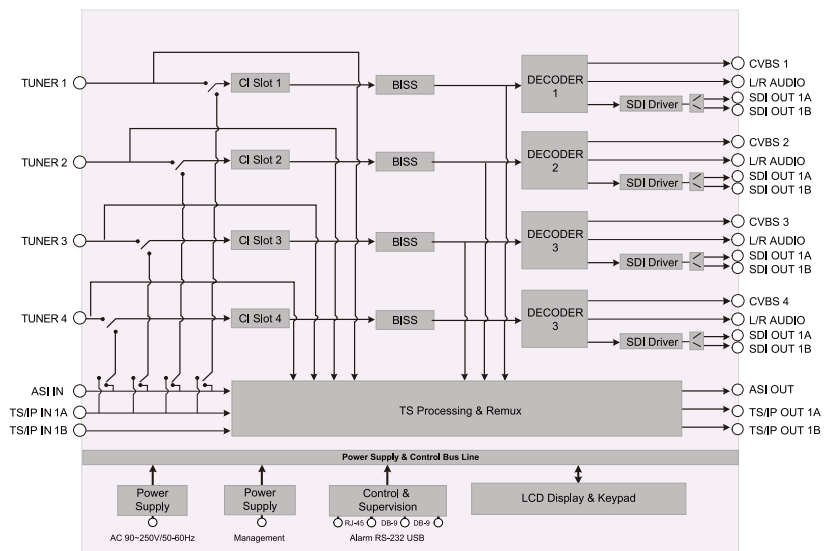 TUNER 1
CI Slot 1
BISS
DECODER
1
SDI Driver
CVBS 1
L/R AUDIO
SDI OUT 1A
SDI OUT 1B
TUNER 2
CI Slot 2
BISS
DECODER
2
SDI Driver
CVBS 2
L/R AUDIO
SDI OUT 1A
SDI OUT 1B
TUNER 3
CI Slot 3
BISS
DECODER
3
SDI Driver
CVBS 3
L/R AUDIO
SDI OUT 1A
SDI OUT 1B
TUNER 4
CI Slot 4
BISS
DECODER
3
SDI Driver
CVBS 4
L/R AUDIO
SDI OUT 1A
SDI OUT 1B
ASI IN
TS/IP IN 1A
TS/IP IN 1B
TS Processing & Remux
ASI OUT
TS/IP OUT 1A
TS/IP OUT 1B
Power Supply & Control Bus Line
Power
Supply
AC 90~250V/50-60Hz
Power
Supply
Management
Control &
Supervision
RJ-45 DB-9 DB-9
Alarm RS-232 USB
LCD Display & Keypad